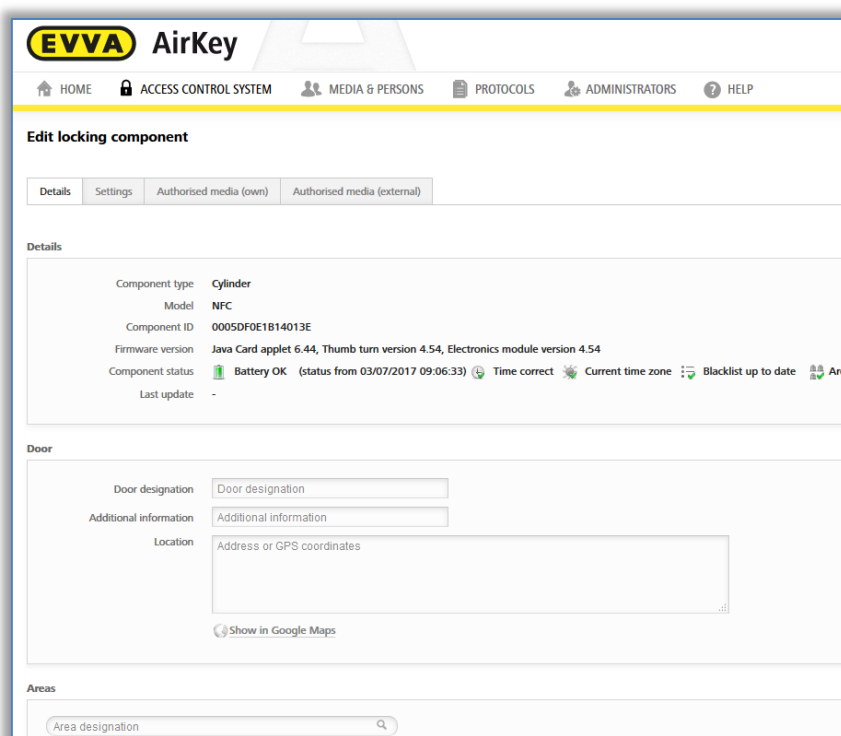 EVVA AirKey
HOME ACCESS CONTROL SYSTEM MEDIA & PERSONS PROTOCOLS ADMINISTRATORS ? HELP
Edit locking component
Details Settings Authorised media (own) Authorised media (external)
Details
Component type Cylinder
Model NFC
Component ID 0005DF0E1B14013E
Firmware version Java Card applet 6.44, Thumb turn version 4.54, Electronics module version 4.54
Component status Battery OK (status from 03/07/2017 09:06:33) Time correct Current time zone Blacklist up to date
Last update -
Door
Door designation Door designation
Additional information Additional information
Location Address or GPS coordinates
Show in Google Maps
Areas
Area designation